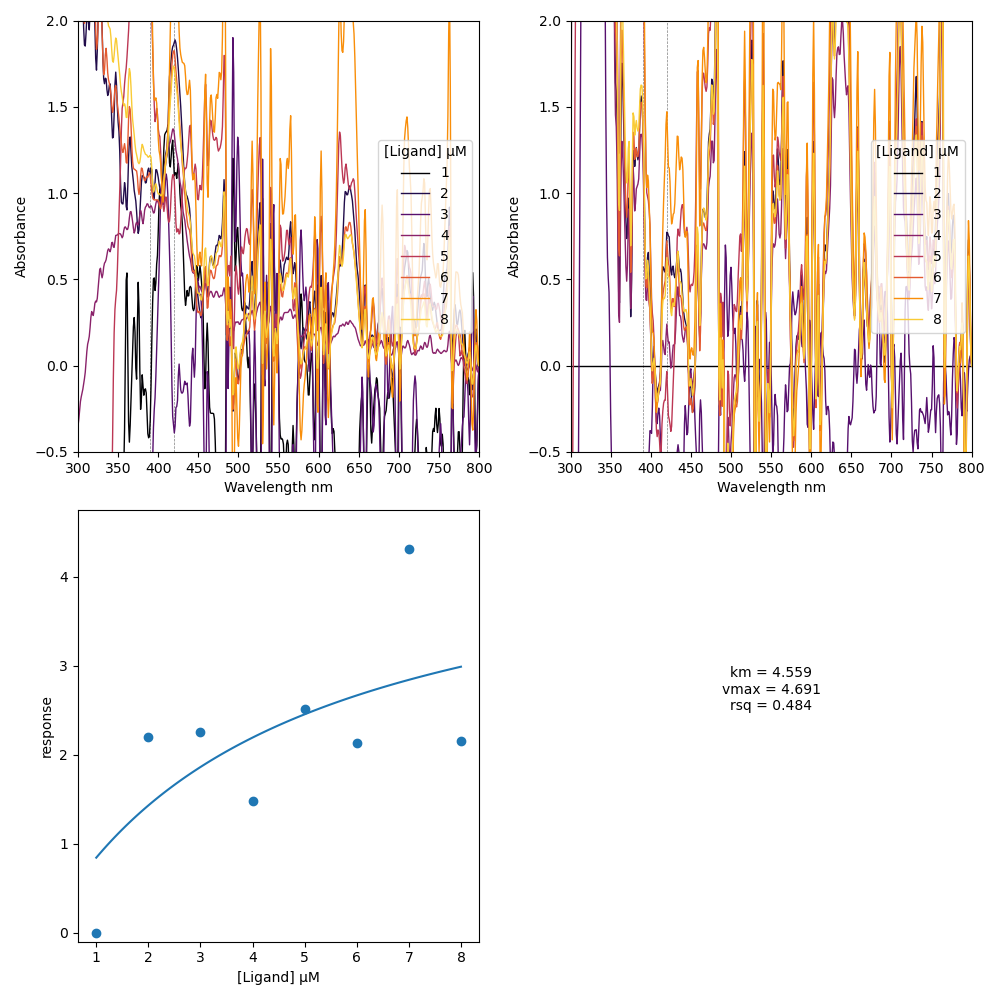 2.0
1.5
1.0
0.5
0.0
−0.5
Absorbance
300 350 400 450 500 550 600 650 700 750 800
Wavelength nm
[Ligand] μM
1
2
3
4
5
6
7
8
2.0
1.5
1.0
0.5
0.0
−0.5
Absorbance
300 350 400 450 500 550 600 650 700 750 800
Wavelength nm
[Ligand] μM
1
2
3
4
5
6
7
8
4
3
2
1
0
response
1 2 3 4 5 6 7 8
[Ligand] μM
km = 4.559
vmax = 4.691
rsq = 0.484